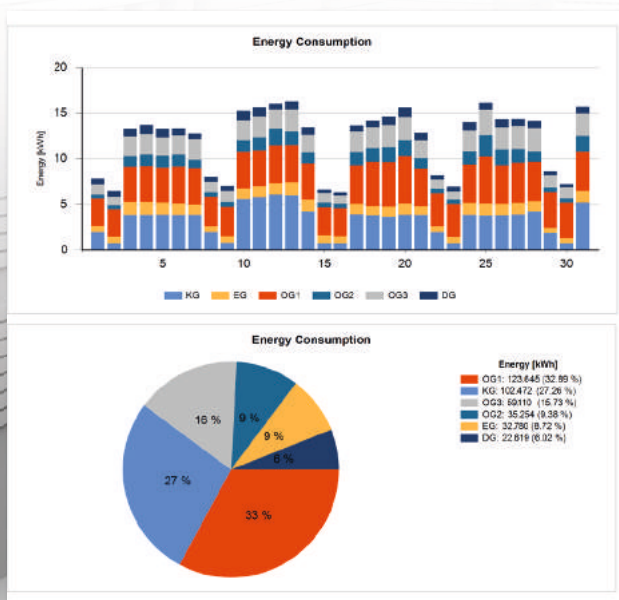 Energy Consumption
20
15
10
5
0
Energy [kWh]
5 10 15 20 25 30
KG EG OG1 OG2 OG3 DG
Energy Consumption
Energy [kWh]
OG1: 123.645 (32.89 %)
KG: 102.472 (27.26 %)
OG3: 59.110 (15.73 %)
OG2: 35.254 (9.38 %)
EG: 32.780 (8.72 %)
DG: 22.619 (6.02 %)
16 %
9 %
9 %
6 %
27 %
33 %